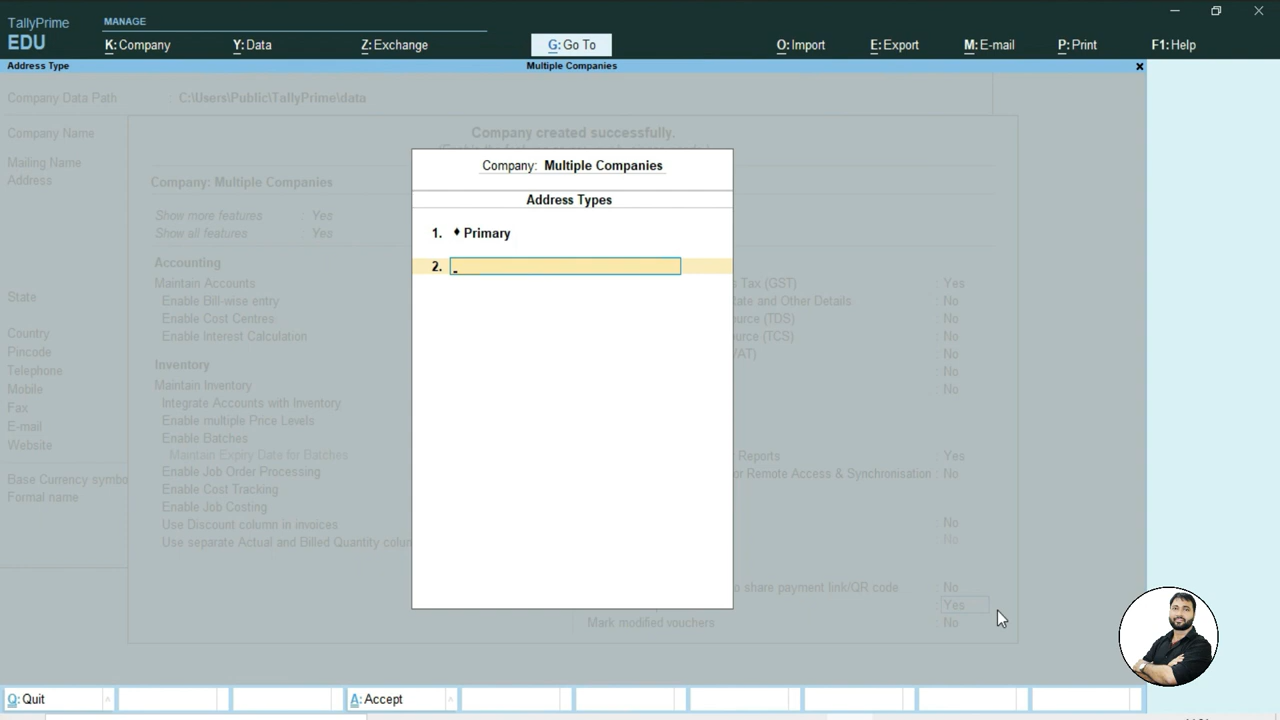 TallyPrime
EDU
MANAGE
K: Company
Y: Data
Z: Exchange
G: Go To
O: Import
E: Export
M: E-mail
P: Print
F1: Help
Address Type
Multiple Companies
Company Data Path : C:\Users\Public\TallyPrime\data
Company Name
Mailing Name
Address
State
Country
Pincode
Telephone
Mobile
Fax
E-mail
Website
Base Currency symbo
Formal name
Company created successfully.
Company: Multiple Companies
Show more features : Yes
Show all features : Yes
Accounting
Maintain Accounts
Enable Bill-wise entry
Enable Cost Centres
Enable Interest Calculation
Inventory
Maintain Inventory
Integrate Accounts with Inventory
Enable multiple Price Levels
Enable Batches
Maintain Expiry Date for Batches
Enable Job Order Processing
Enable Cost Tracking
Enable Job Costing
Use Discount column in invoices
Use separate Actual and Billed Quantity colu
Company: Multiple Companies
Address Types
1. ♦ Primary
2.
Tax (GST) : Yes
tate and Other Details : No
ource (TDS) : No
ource (TCS) : No
/AT) : No
: No
: No
Reports : Yes
or Remote Access & Synchronisation : No
: No
: No
o share payment link/QR code : No
: Yes
Mark modified vouchers : No
Q: Quit
A: Accept